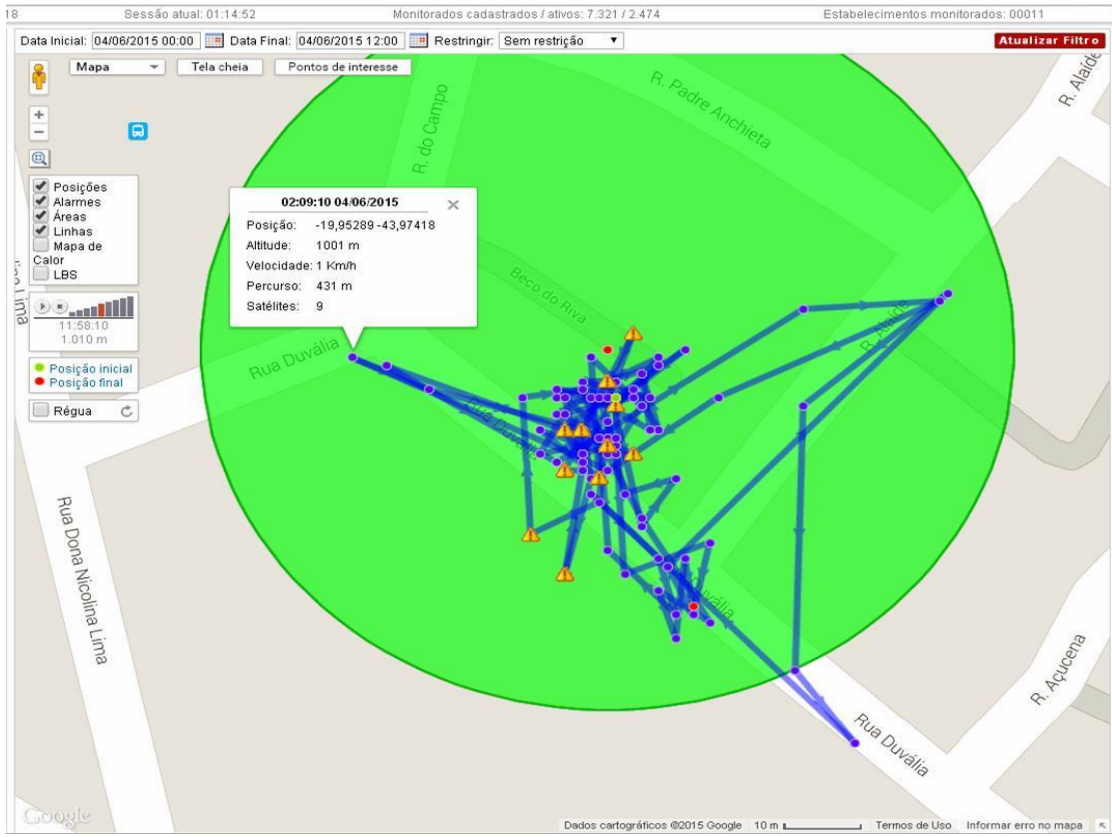 18 Sessão atual: 01:14:52 Monitorados cadastrados / ativos: 7.321 / 2.474 Estabelecimentos monitorados: 00011
Data Inicial: 04/06/2015 00:00 Data Final: 04/06/2015 12:00 Restringir: Sem restrição Atualizar Filtro
Mapa Tela cheia Pontos de interesse
R. do Campo
R. Padre Anchieta
R. Alaíde
Posições
Alarmes
Áreas
Linhas
Mapa de
Calor
LBS
11:58:10
1.010 m
Posição inicial
Posição final
Régua
02:09:10 04/06/2015
Posição: -19,95289 -43,97418
Altitude: 1001 m
Velocidade: 1 Km/h
Percurso: 431 m
Satélites: 9
Beco do Riva
R. Alaíde
Rua Duvália
Rua Duvália
Rua Dona Nicolina Lima
Rua Duvália
R. Açucena
Google
Dados cartográficos ©2015 Google 10 m Termos de Uso Informar erro no mapa